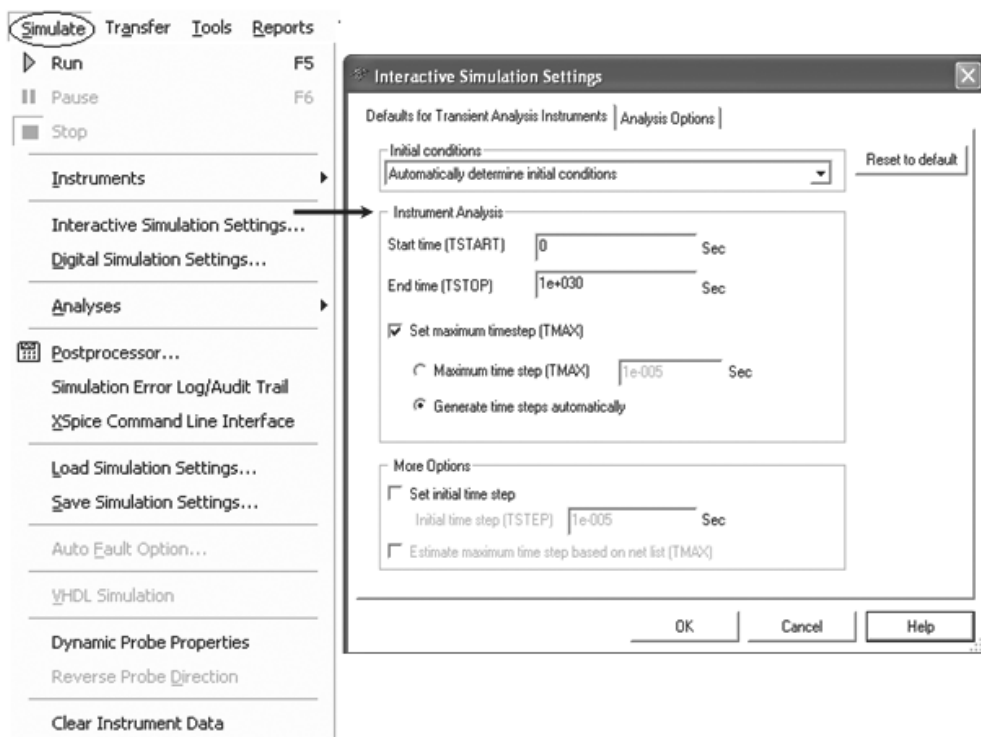 Simulate Transfer Tools Reports
Run F5
Pause F6
Stop
Instruments
Interactive Simulation Settings...
Digital Simulation Settings...
Analyses
Postprocessor...
Simulation Error Log/Audit Trail
XSpice Command Line Interface
Load Simulation Settings...
Save Simulation Settings...
Auto Fault Option...
VHDL Simulation
Dynamic Probe Properties
Reverse Probe Direction
Clear Instrument Data
Interactive Simulation Settings
Defaults for Transient Analysis Instruments Analysis Options
Initial conditions
Automatically determine initial conditions
Reset to default
Instrument Analysis
Start time (TSTART) 0 Sec
End time (TSTOP) 1e+030 Sec
Set maximum timestep (TMAX)
Maximum time step (TMAX) 1e-005 Sec
Generate time steps automatically
More Options
Set initial time step
Initial time step (TSTEP) 1e-005 Sec
Estimate maximum time step based on net list (TMAX)
OK Cancel Help